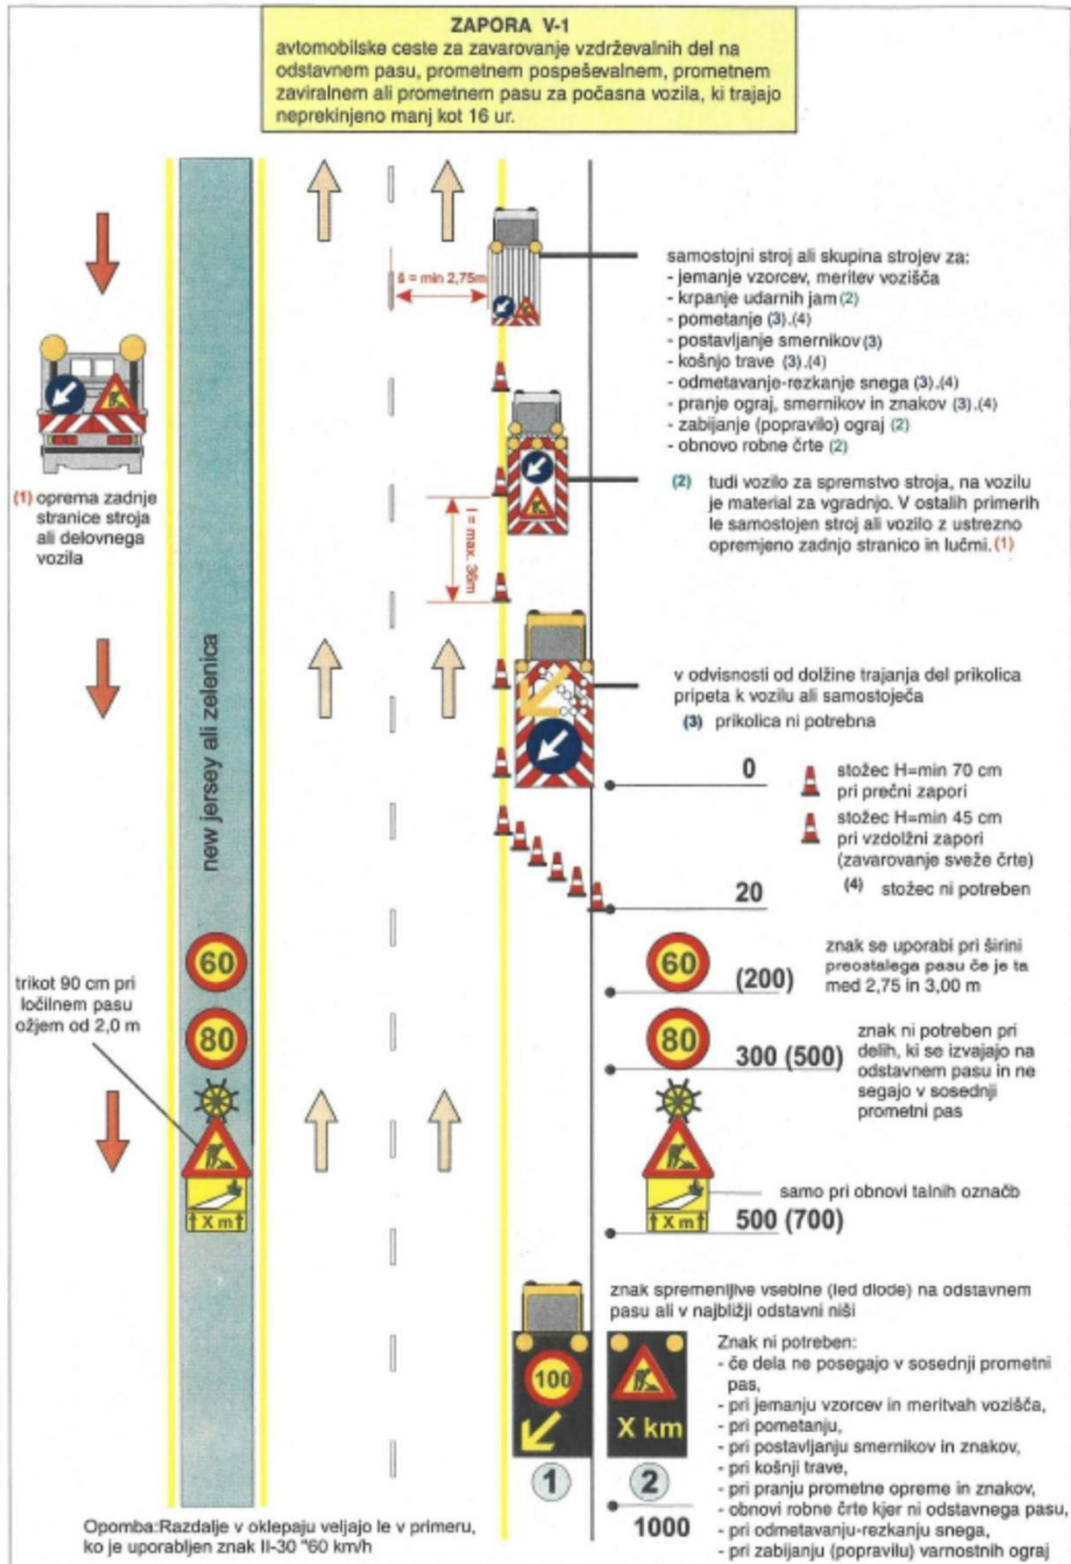 ZAPORA V-1
avtomobilske ceste za zavarovanje vzdrževalnih del na
odstavnem pasu, prometnem pospeševalnem, prometnem
zaviralnem ali prometnem pasu za počasna vozila, ki trajajo
neprekinjeno manj kot 16 ur.
samostojni stroj ali skupina strojev za:
- jemanje vzorcev, meritev vozišča
- krpanje udarnih jam (2)
- pometanje (3),(4)
- postavljanje smernikov (3)
- košnjo trave (3),(4)
- odmetavanje-rezkanje snega (3),(4)
- pranje ograj, smernikov in znakov (3),(4)
- zabijanje (popravilo) ograj (2)
- obnovo robne črte (2)
š = min 2,75m
(1) oprema zadnje
stranice stroja
ali delovnega
vozila
(2) tudi vozilo za spremstvo stroja, na vozilu
je material za vgradnjo. V ostalih primerih
le samostojen stroj ali vozilo z ustrezno
opremjeno zadnjo stranico in lučmi. (1)
l = max. 36m
new jersey ali zelenica
v odvisnosti od dolžine trajanja del prikolica
pripeta k vozilu ali samostoječa
(3) prikolica ni potrebna
0
stožec H=min 70 cm
pri prečni zapori
stožec H=min 45 cm
pri vzdolžni zapori
(zavarovanje sveže črte)
(4) stožec ni potreben
20
60
60
(200)
znak se uporabi pri širini
preostalega pasu če je ta
med 2,75 in 3,00 m
trikot 90 cm pri
ločilnem pasu
ožjem od 2,0 m
80
80
300 (500)
znak ni potreben pri
delih, ki se izvajajo na
odstavnem pasu in ne
segajo v sosednji
prometni pas
samo pri obnovi talnih označb
X m
X m
500 (700)
znak spremenljive vsebine (led diode) na odstavnem
pasu ali v najbližji odstavni niši
100
X km
1
2
1000
Znak ni potreben:
- če dela ne posegajo v sosednji prometni
pas,
- pri jemanju vzorcev in meritvah vozišča,
- pri pometanju,
- pri postavljanju smernikov in znakov,
- pri košnji trave,
- pri pranju prometne opreme in znakov,
- obnovi robne črte kjer ni odstavnega pasu,
- pri odmetavanju-rezkanju snega,
- pri zabijanju (popravilu) varnostnih ograj
Opomba:Razdalje v oklepaju veljajo le v primeru,
ko je uporabljen znak II-30 "60 km/h